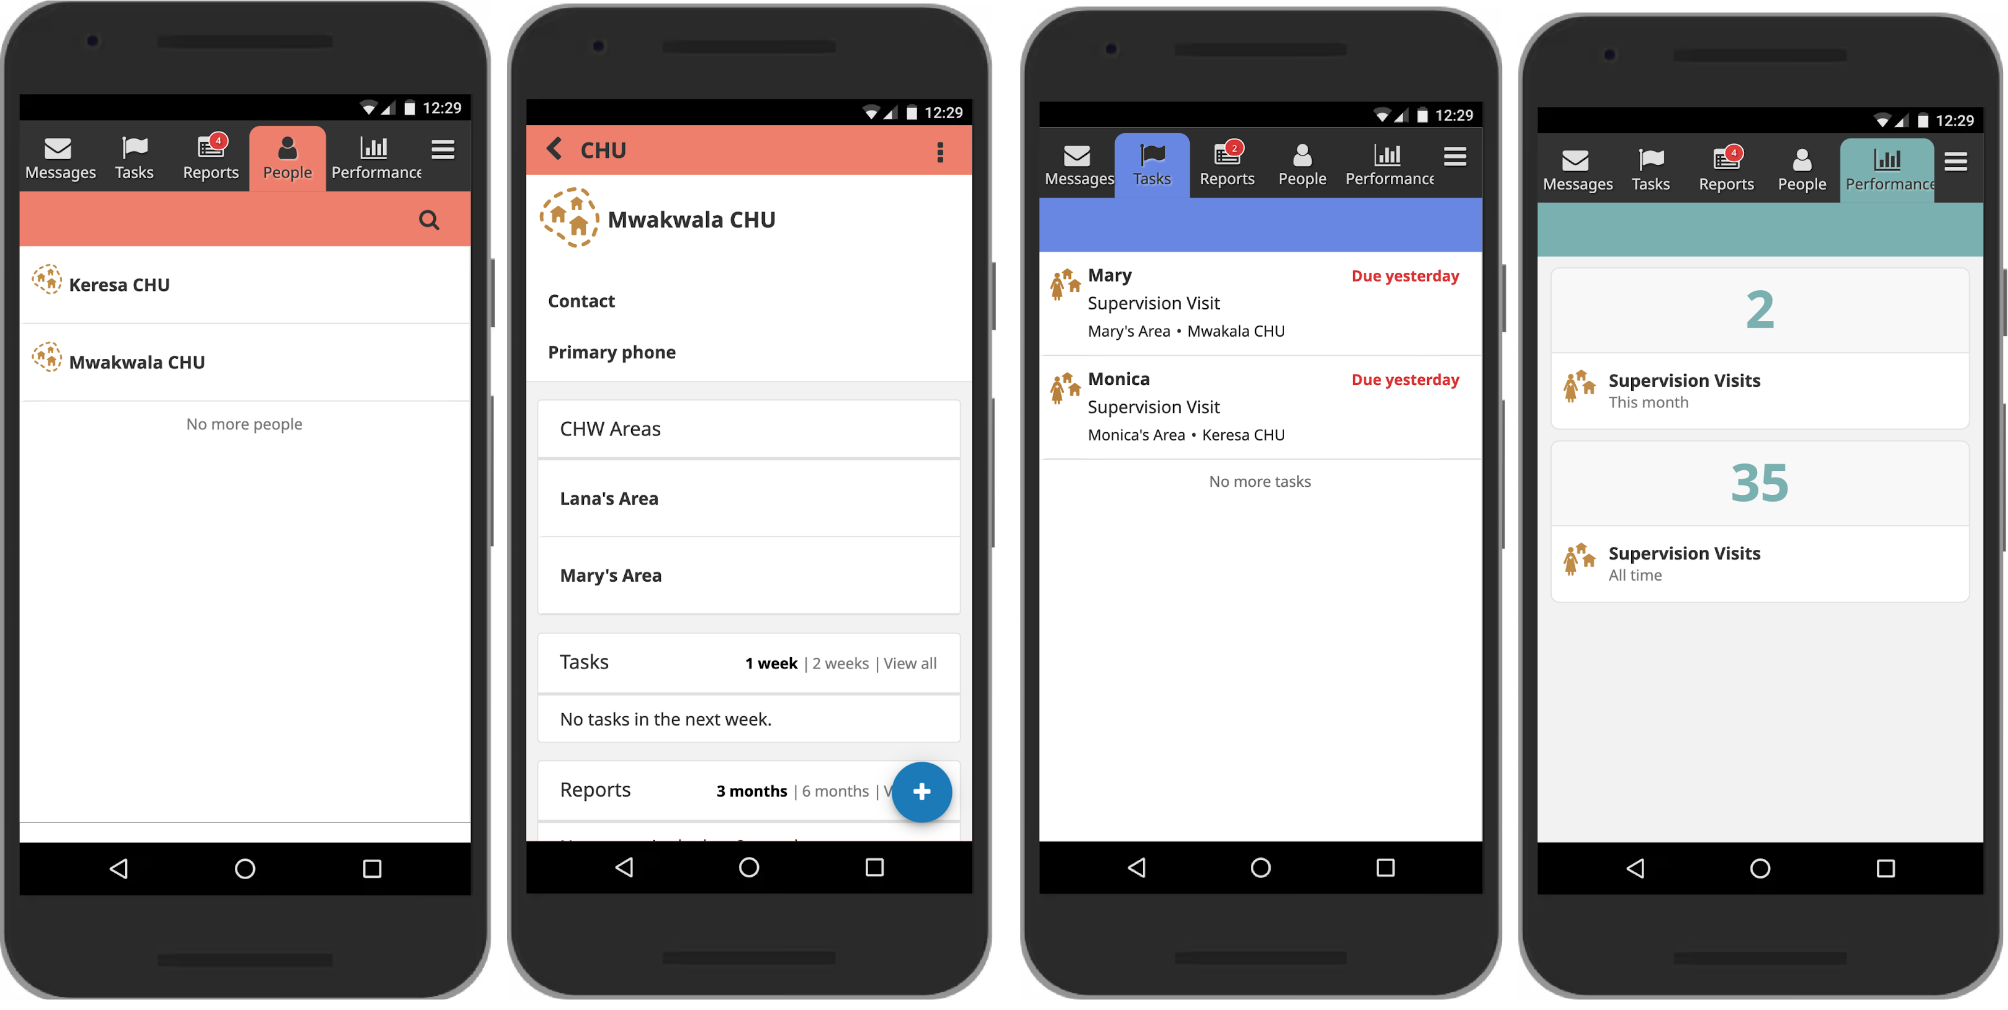 12:29
Messages Tasks 4 Reports People Performance
Keresa CHU
Mwakwala CHU
No more people
12:29
CHU
Mwakwala CHU
Contact
Primary phone
CHW Areas
Lana's Area
Mary's Area
Tasks 1 week | 2 weeks | View all
No tasks in the next week.
Reports 3 months | 6 months | V
12:29
Messages Tasks 2 Reports People Performance
Mary Due yesterday
Supervision Visit
Mary's Area • Mwakala CHU
Monica Due yesterday
Supervision Visit
Monica's Area • Keresa CHU
No more tasks
12:29
Messages Tasks 4 Reports People Performance
2
Supervision Visits
This month
35
Supervision Visits
All time